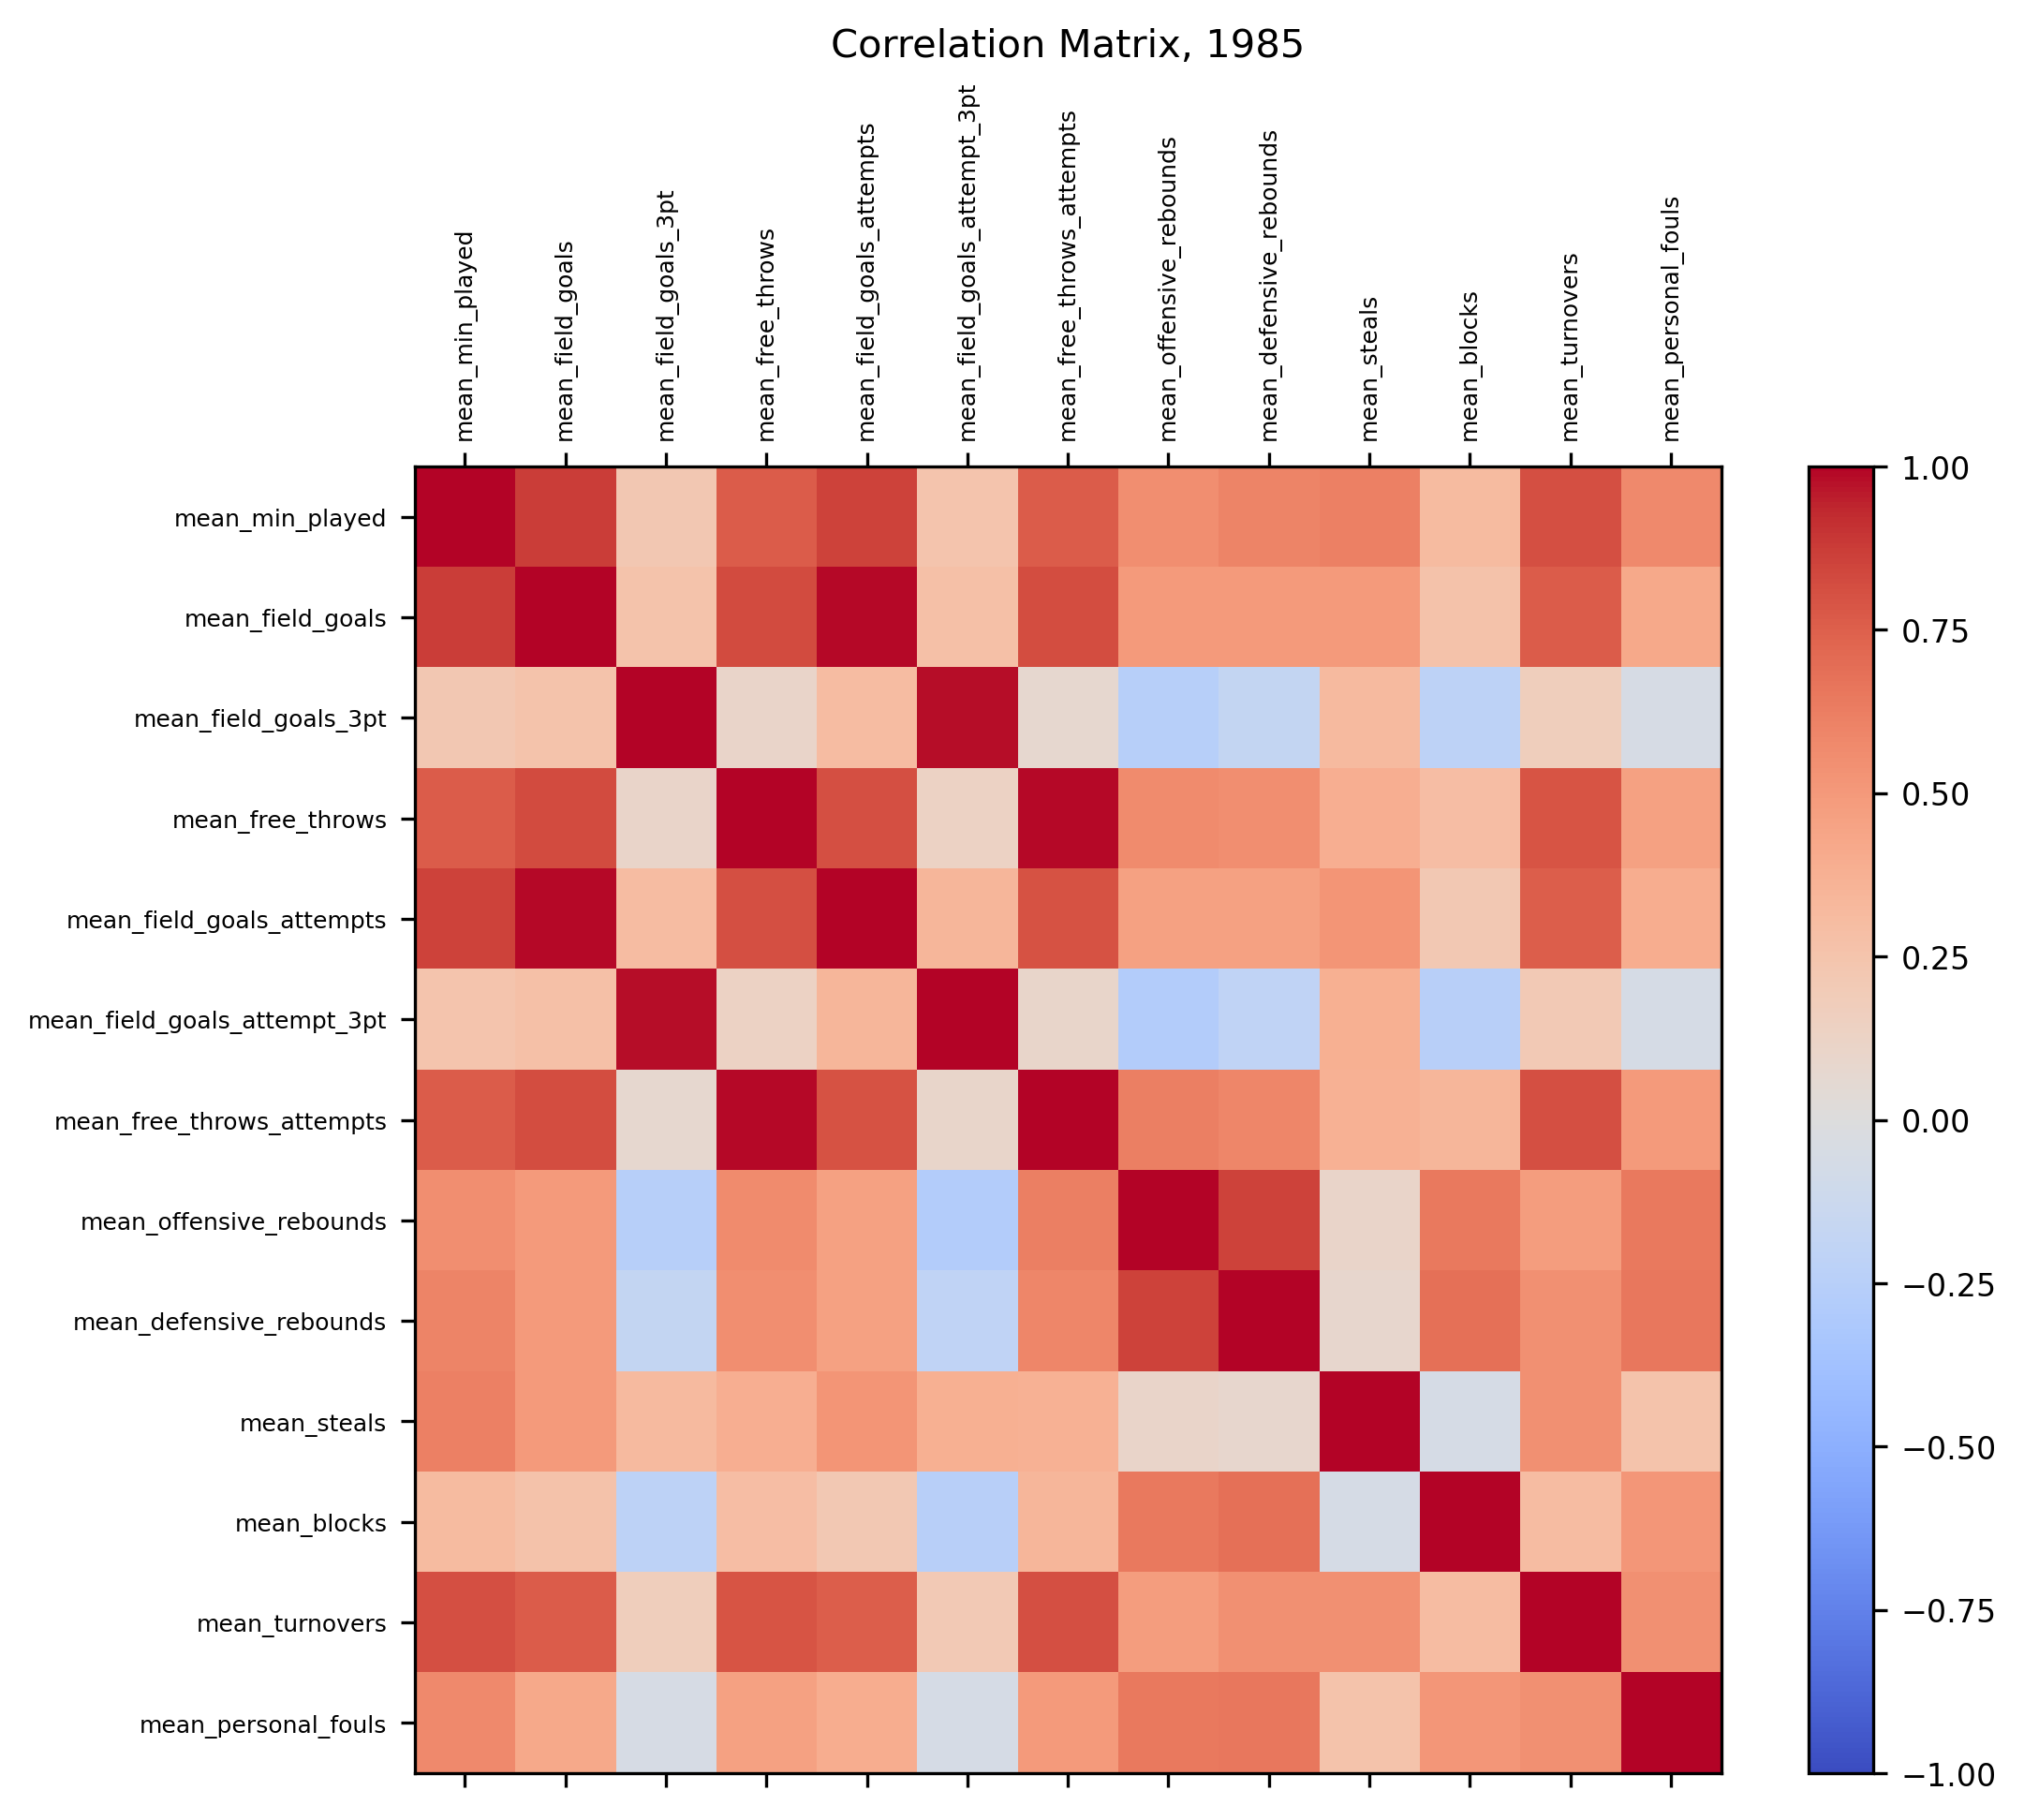 Correlation Matrix, 1985
mean_min_played
mean_field_goals
mean_field_goals_3pt
mean_free_throws
mean_field_goals_attempts
mean_field_goals_attempt_3pt
mean_free_throws_attempts
mean_offensive_rebounds
mean_defensive_rebounds
mean_steals
mean_blocks
mean_turnovers
mean_personal_fouls
mean_min_played
mean_field_goals
mean_field_goals_3pt
mean_free_throws
mean_field_goals_attempts
mean_field_goals_attempt_3pt
mean_free_throws_attempts
mean_offensive_rebounds
mean_defensive_rebounds
mean_steals
mean_blocks
mean_turnovers
mean_personal_fouls
1.00
0.75
0.50
0.25
0.00
−0.25
−0.50
−0.75
−1.00